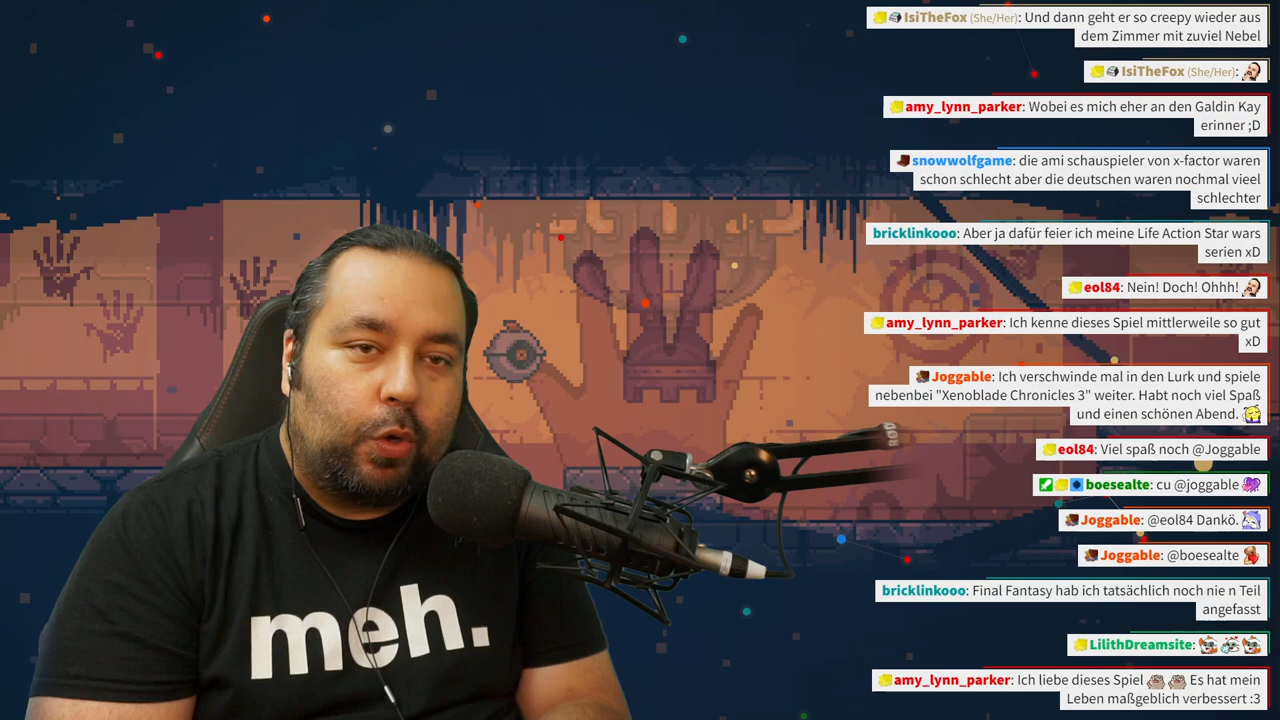 IsiTheFox (She/Her): Und dann geht er so creepy wieder aus
dem Zimmer mit zuviel Nebel
IsiTheFox (She/Her):
amy_lynn_parker: Wobei es mich eher an den Galdin Kay
erinner ;D
snowwolfgame: die ami schauspieler von x-factor waren
schon schlecht aber die deutschen waren nochmal vieel
schlechter
bricklinkooo: Aber ja dafür feier ich meine Life Action Star wars
serien xD
eol84: Nein! Doch! Ohhh!
amy_lynn_parker: Ich kenne dieses Spiel mittlerweile so gut
xD
Joggable: Ich verschwinde mal in den Lurk und spiele
nebenbei "Xenoblade Chronicles 3" weiter. Habt noch viel Spaß
und einen schönen Abend.
eol84: Viel spaß noch @Joggable
boesealte: cu @joggable
Joggable: @eol84 Dankö.
Joggable: @boesealte
bricklinkooo: Final Fantasy hab ich tatsächlich noch nie n Teil
angefasst
LilithDreamsite:
amy_lynn_parker: Ich liebe dieses Spiel Es hat mein
Leben maßgeblich verbessert :3
meh.